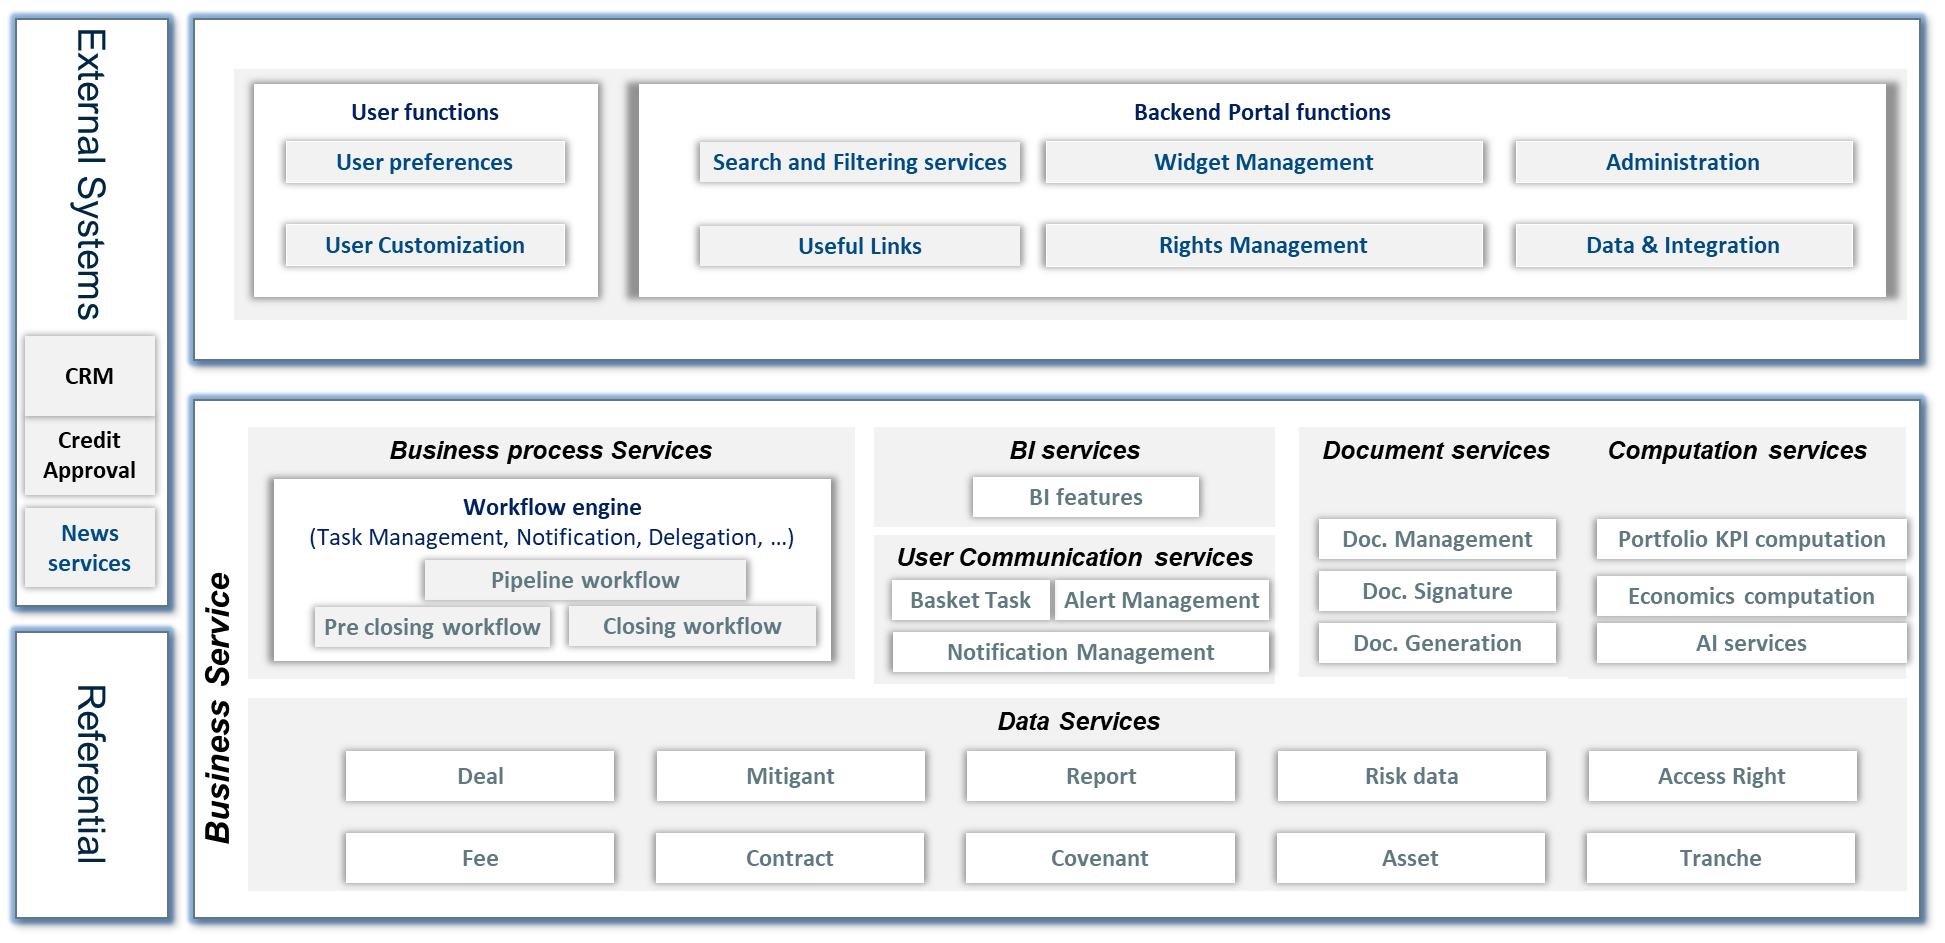 External Systems
CRM
Credit
Approval
News
services
Referential
User functions
User preferences
User Customization
Backend Portal functions
Search and Filtering services
Widget Management
Administration
Useful Links
Rights Management
Data & Integration
Business Service
Business process Services
Workflow engine
(Task Management, Notification, Delegation, ...)
Pipeline workflow
Pre closing workflow
Closing workflow
BI services
BI features
User Communication services
Basket Task
Alert Management
Notification Management
Document services
Doc. Management
Doc. Signature
Doc. Generation
Computation services
Portfolio KPI computation
Economics computation
AI services
Data Services
Deal
Mitigant
Report
Risk data
Access Right
Fee
Contract
Covenant
Asset
Tranche